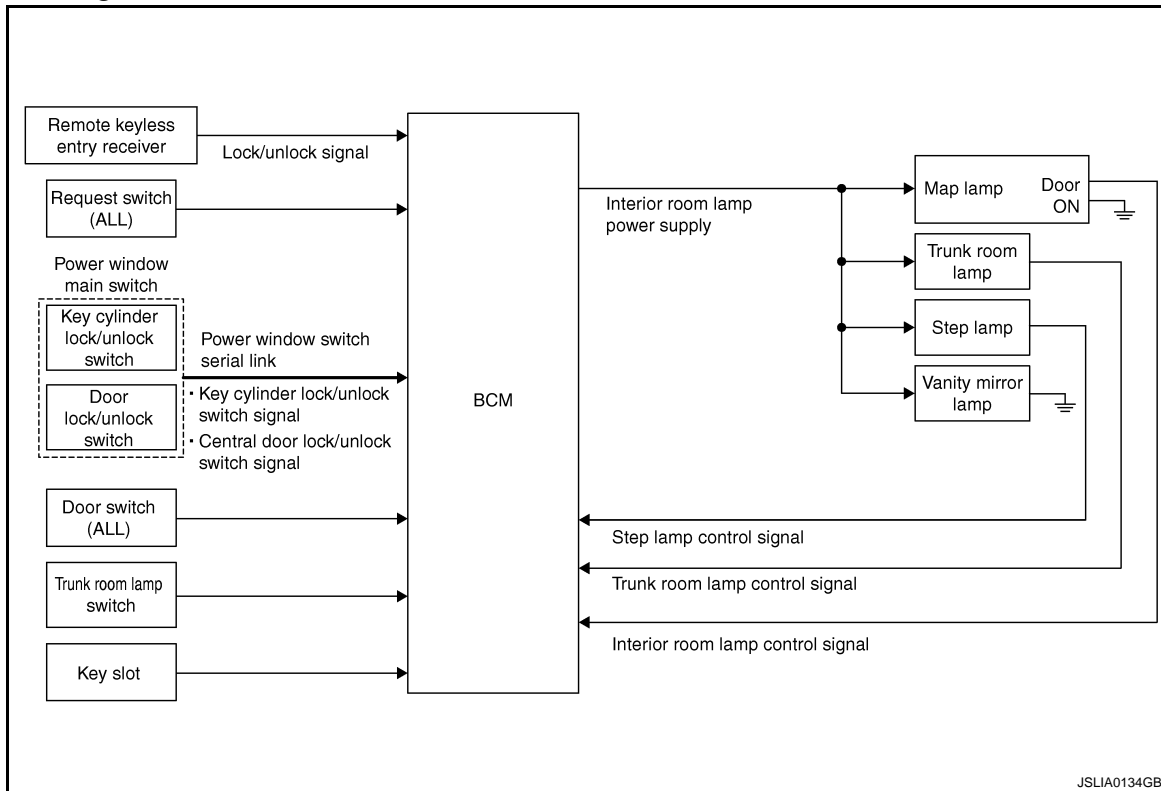 Remote keyless
entry receiver
Lock/unlock signal
Request switch
(ALL)
Power window
main switch
Key cylinder
lock/unlock
switch
Door
lock/unlock
switch
Power window switch
serial link
· Key cylinder lock/unlock
switch signal
· Central door lock/unlock
switch signal
Door switch
(ALL)
Trunk room lamp
switch
Key slot
BCM
Interior room lamp
power supply
Map lamp
Door
ON
Trunk room
lamp
Step lamp
Vanity mirror
lamp
Step lamp control signal
Trunk room lamp control signal
Interior room lamp control signal
JSLIA0134GB